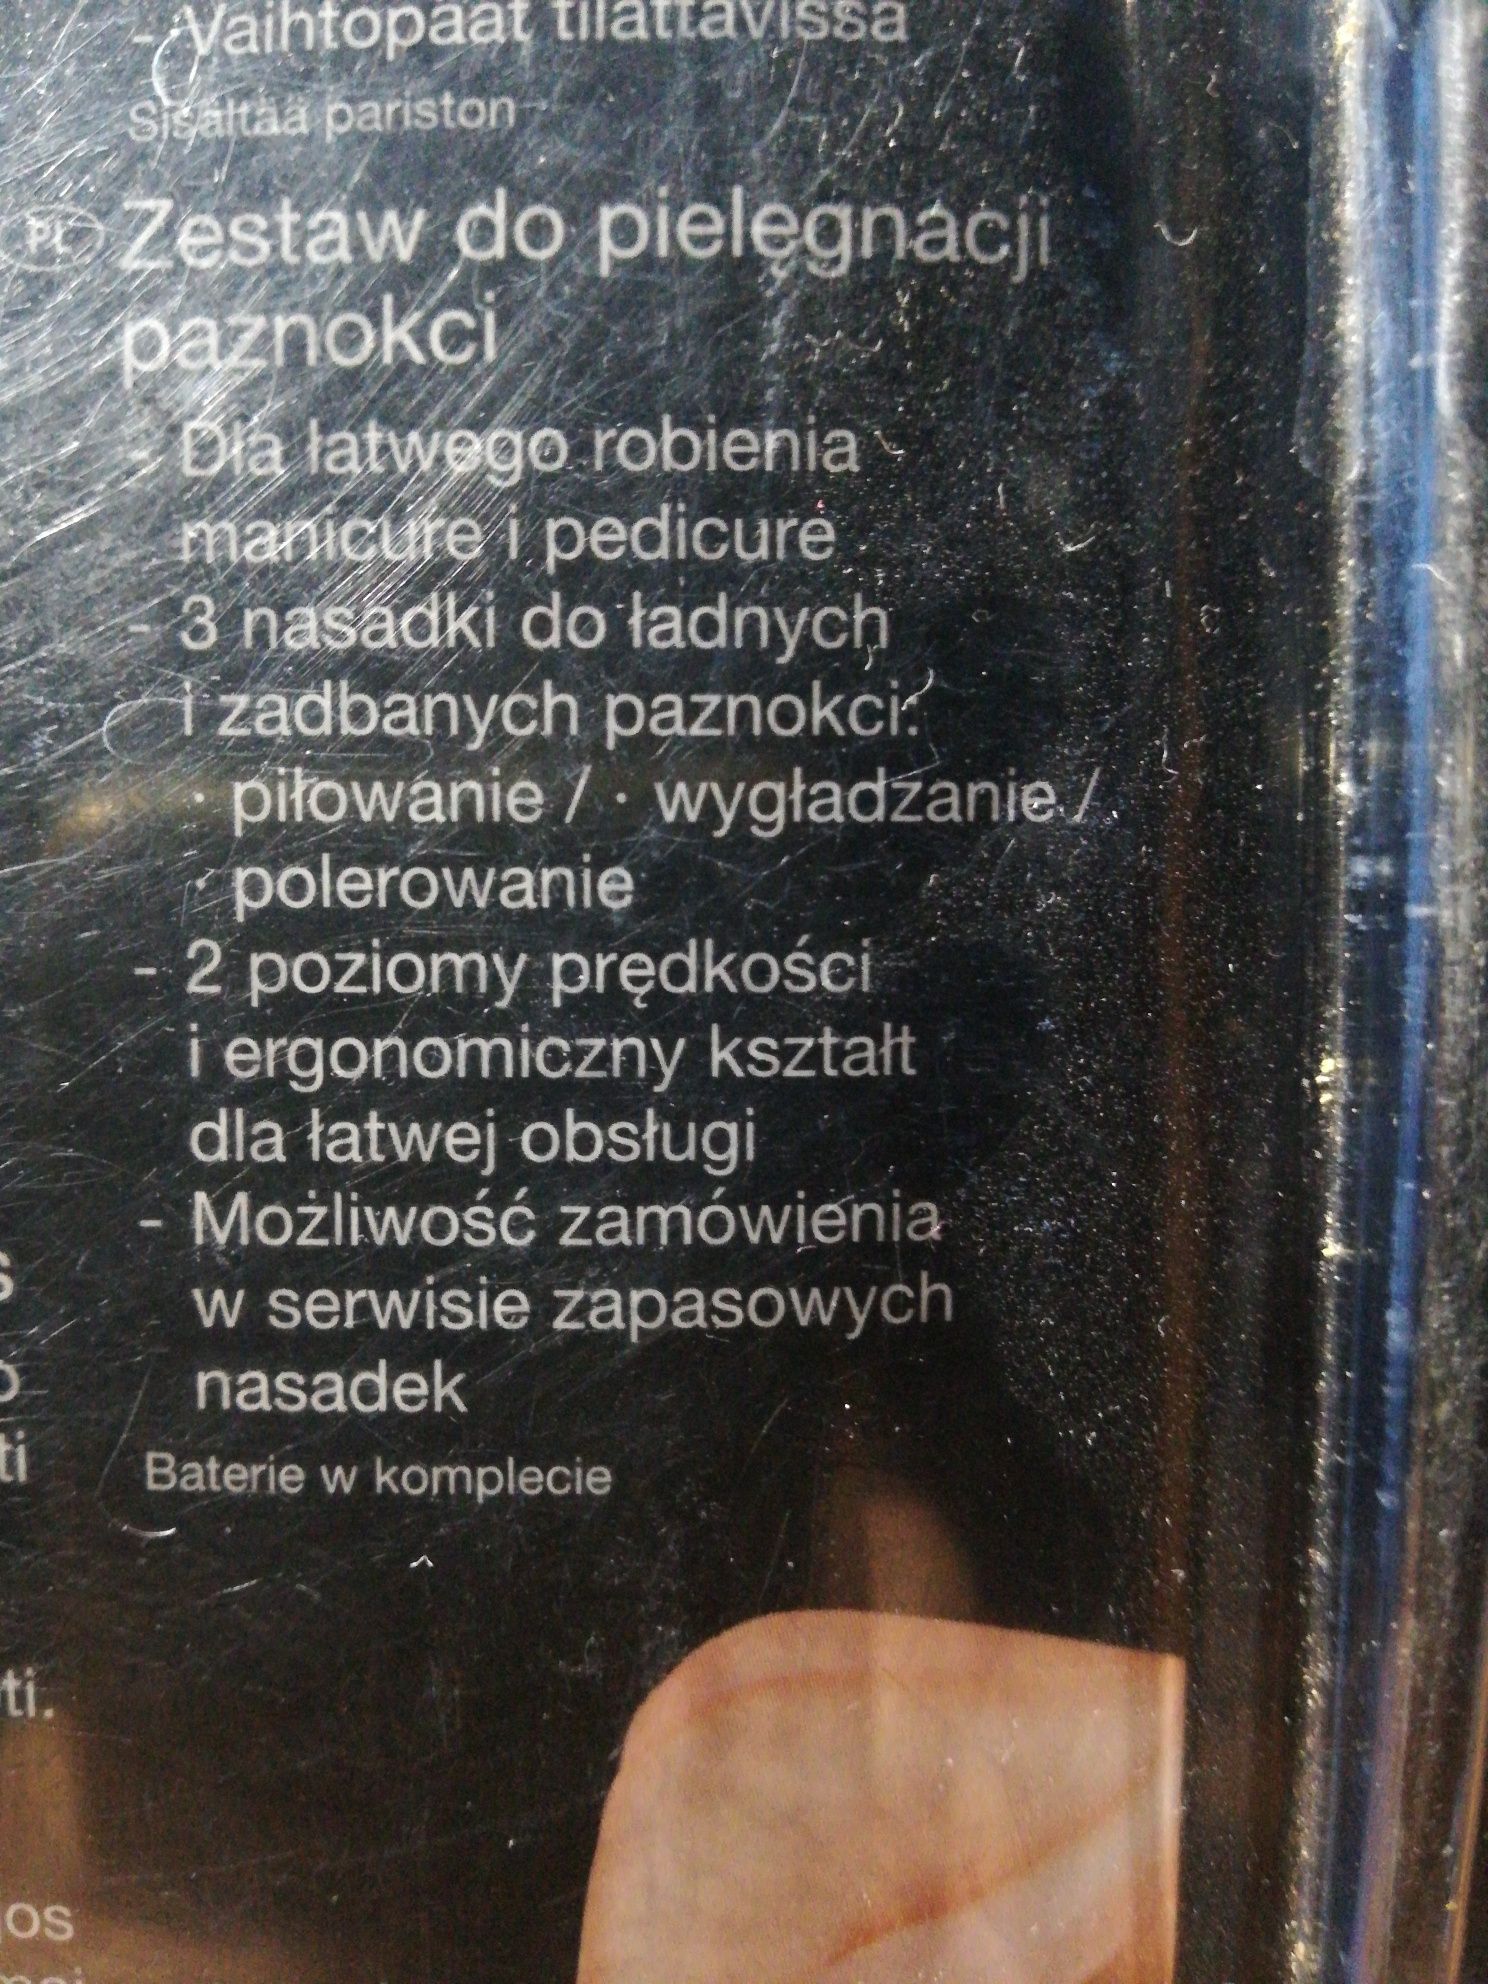 - Vaihtopäät tilattavissa
Sisältää pariston
PL Zestaw do pielęgnacji
paznokci
- Dla łatwego robienia
manicure i pedicure
- 3 nasadki do ładnych
i zadbanych paznokci:
· piłowanie / · wygładzanie /
· polerowanie
- 2 poziomy prędkości
i ergonomiczny kształt
dla łatwej obsługi
- Możliwość zamówienia
w serwisie zapasowych
nasadek
Baterie w komplecie